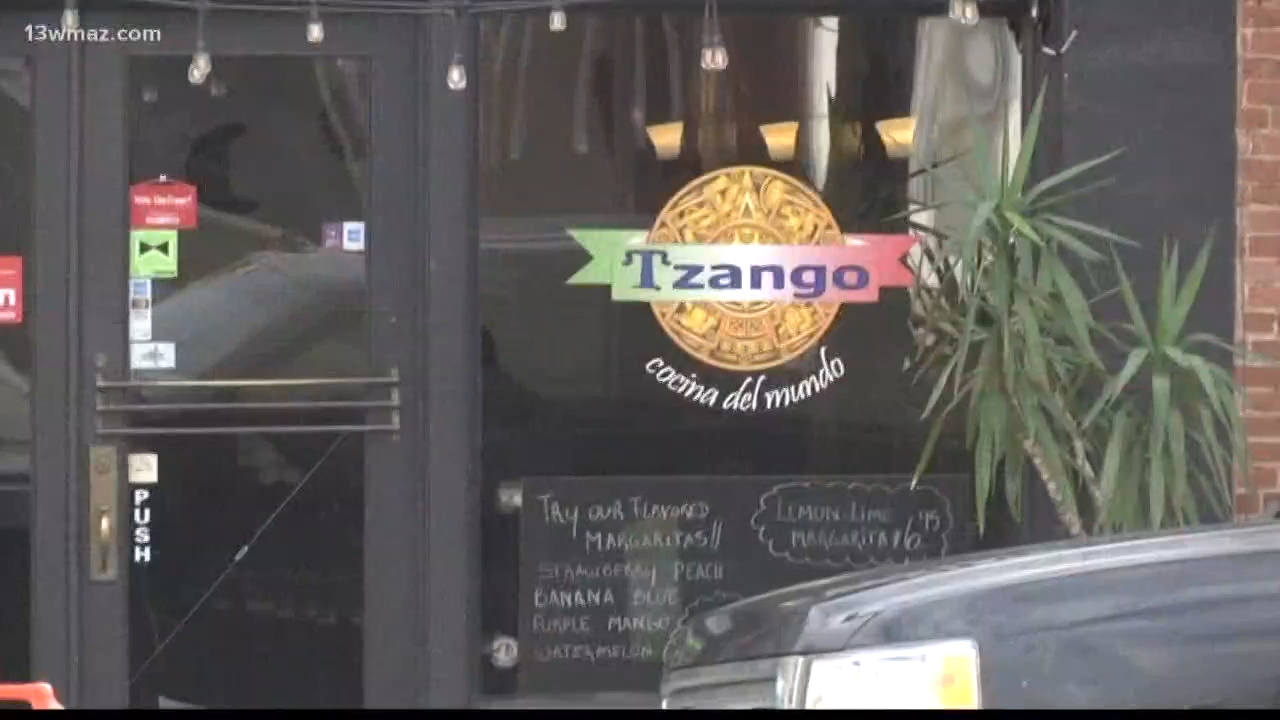 13wmaz.com
Tzango
cocina del mundo
PUSH
TRY OUR FLAVORED
MARGARITAS!!
STRAWBERRY PEACH
BANANA BLUE
PURPLE MANGO
WATERMELON
LEMON-LIME
MARGARITA $6.95